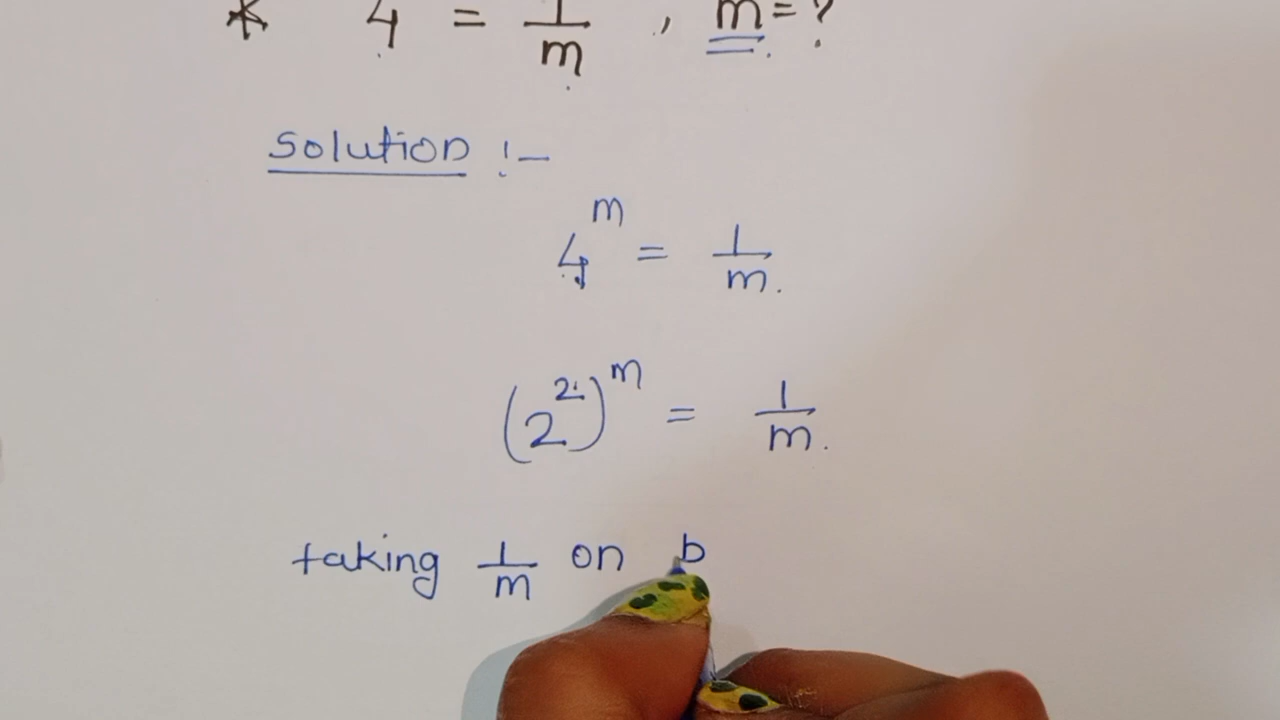 * 4 = 1/m , m = ?
Solution :-
4^m = 1/m.
(2^2)^m = 1/m.
taking 1/m on b